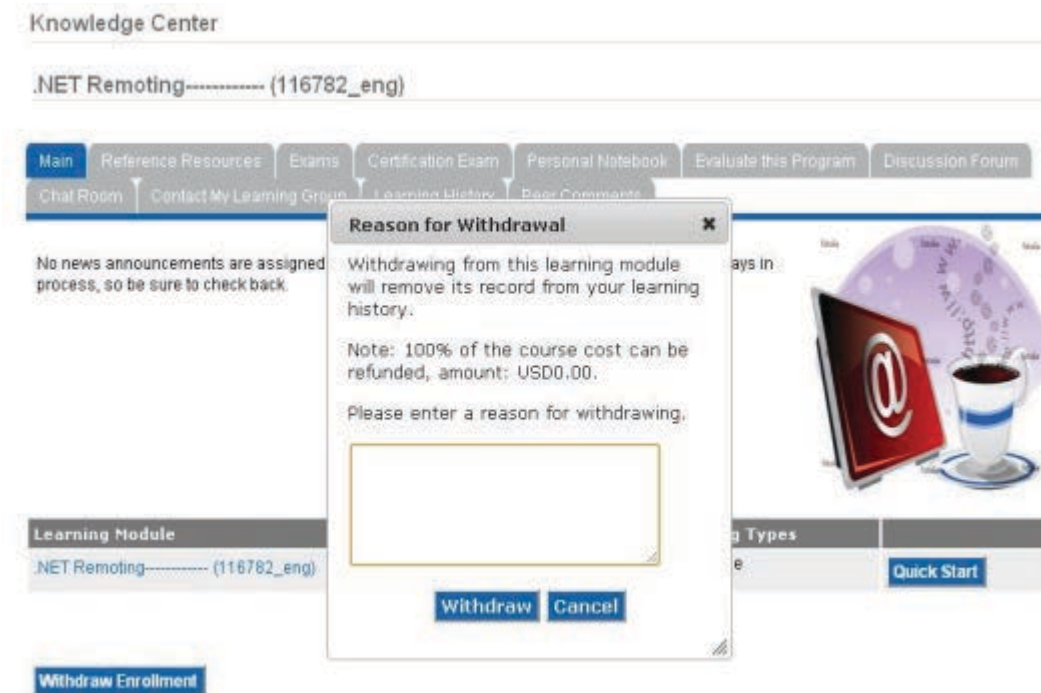 Knowledge Center
.NET Remoting------------ (116782_eng)
Main Reference Resources Exams Certification Exam Personal Notebook Evaluate this Program Discussion Forum
Chat Room Contact My Learning Group Learning History Peer Comments
Reason for Withdrawal
No news announcements are assigned
process, so be sure to check back.
ays in
Withdrawing from this learning module
will remove its record from your learning
history.
Note: 100% of the course cost can be
refunded, amount: USD0.00.
Please enter a reason for withdrawing.
Withdraw Cancel
Learning Module g Types
.NET Remoting------------ (116782_eng) e Quick Start
Withdraw Enrollment